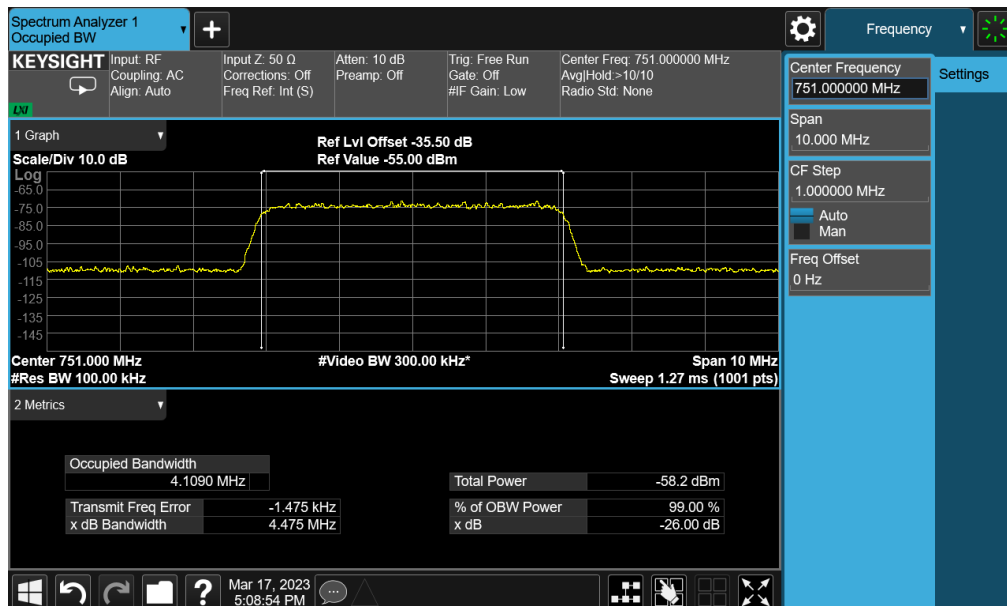 Spectrum Analyzer 1
Occupied BW
Frequency
KEYSIGHT
LXI
Input: RF
Coupling: AC
Align: Auto
Input Z: 50 Ω
Corrections: Off
Freq Ref: Int (S)
Atten: 10 dB
Preamp: Off
Trig: Free Run
Gate: Off
#IF Gain: Low
Center Freq: 751.000000 MHz
Avg|Hold:>10/10
Radio Std: None
Center Frequency
751.000000 MHz
Settings
Span
10.000 MHz
CF Step
1.000000 MHz
Auto
Man
Freq Offset
0 Hz
1 Graph
Scale/Div 10.0 dB
Ref Lvl Offset -35.50 dB
Ref Value -55.00 dBm
Log
-65.0
-75.0
-85.0
-95.0
-105
-115
-125
-135
-145
Center 751.000 MHz
#Video BW 300.00 kHz*
Span 10 MHz
#Res BW 100.00 kHz
Sweep 1.27 ms (1001 pts)
2 Metrics
Occupied Bandwidth
4.1090 MHz
Total Power -58.2 dBm
Transmit Freq Error -1.475 kHz
% of OBW Power 99.00 %
x dB Bandwidth 4.475 MHz
x dB -26.00 dB
?
Mar 17, 2023
5:08:54 PM